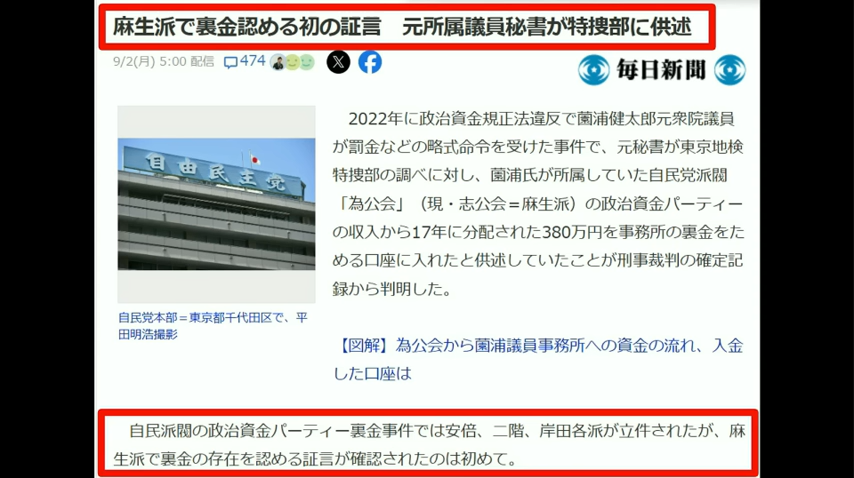 麻生派で裏金認める初の証言　元所属議員秘書が特捜部に供述
9/2(月) 5:00 配信
474
毎日新聞
自由民主党
2022年に政治資金規正法違反で薗浦健太郎元衆院議員
が罰金などの略式命令を受けた事件で、元秘書が東京地検
特捜部の調べに対し、薗浦氏が所属していた自民党派閥
「為公会」（現・志公会＝麻生派）の政治資金パーティー
の収入から17年に分配された380万円を事務所の裏金をた
める口座に入れたと供述していたことが刑事裁判の確定記
録から判明した。
自民党本部＝東京都千代田区で、平
田明浩撮影
【図解】為公会から薗浦議員事務所への資金の流れ、入金
した口座は
自民派閥の政治資金パーティー裏金事件では安倍、二階、岸田各派が立件されたが、麻
生派で裏金の存在を認める証言が確認されたのは初めて。